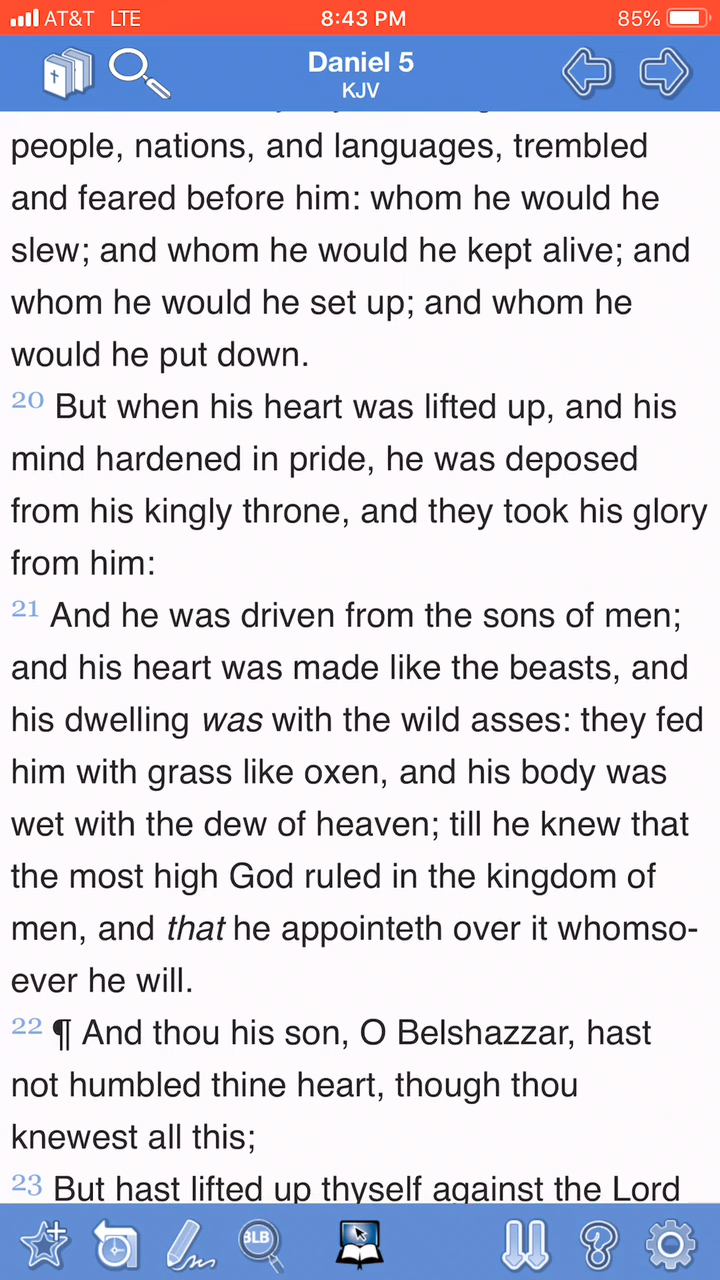 AT&T LTE 8:43 PM 85%
Daniel 5
KJV
people, nations, and languages, trembled
and feared before him: whom he would he
slew; and whom he would he kept alive; and
whom he would he set up; and whom he
would he put down.
20 But when his heart was lifted up, and his
mind hardened in pride, he was deposed
from his kingly throne, and they took his glory
from him:
21 And he was driven from the sons of men;
and his heart was made like the beasts, and
his dwelling was with the wild asses: they fed
him with grass like oxen, and his body was
wet with the dew of heaven; till he knew that
the most high God ruled in the kingdom of
men, and that he appointeth over it whomso-
ever he will.
22 ¶ And thou his son, O Belshazzar, hast
not humbled thine heart, though thou
knewest all this;
23 But hast lifted up thyself against the Lord
BLB